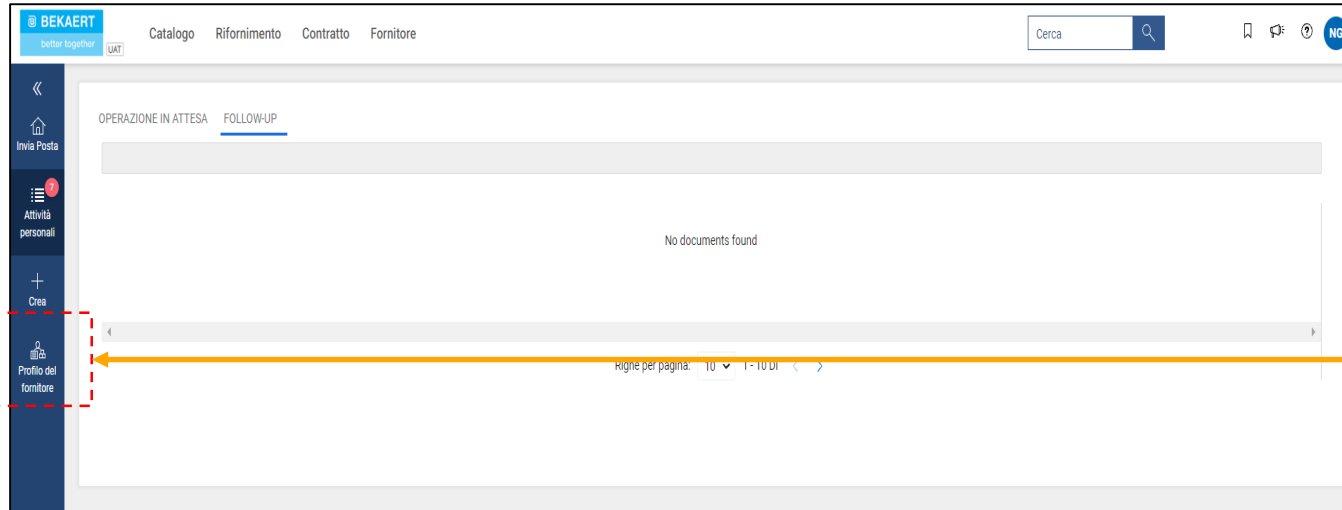 BEKAERT
better together
UAT
Catalogo Rifornimento Contratto Fornitore
Cerca
NG
Invia Posta
7
Attività
personali
Crea
Profilo del
fornitore
OPERAZIONE IN ATTESA FOLLOW-UP
No documents found
Righe per pagina: 10 1 - 10 DI